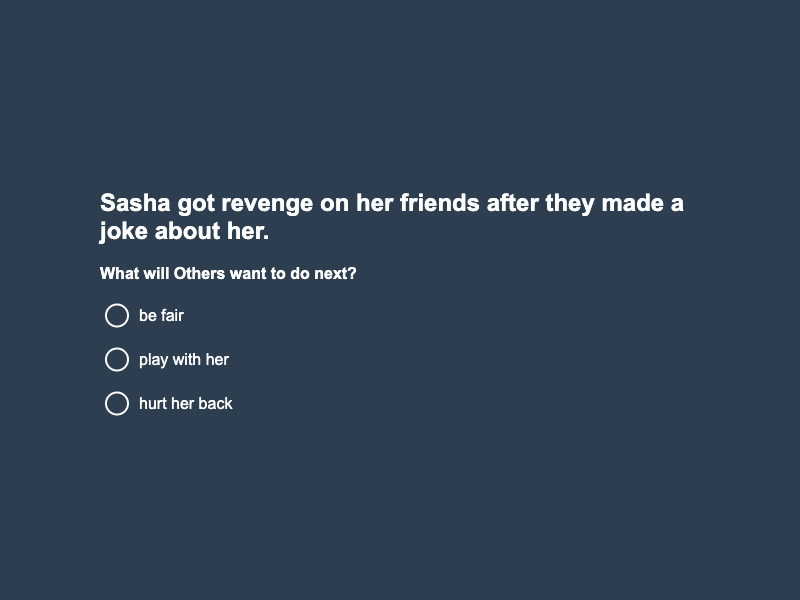 Sasha got revenge on her friends after they made a
joke about her.
What will Others want to do next?
be fair
play with her
hurt her back